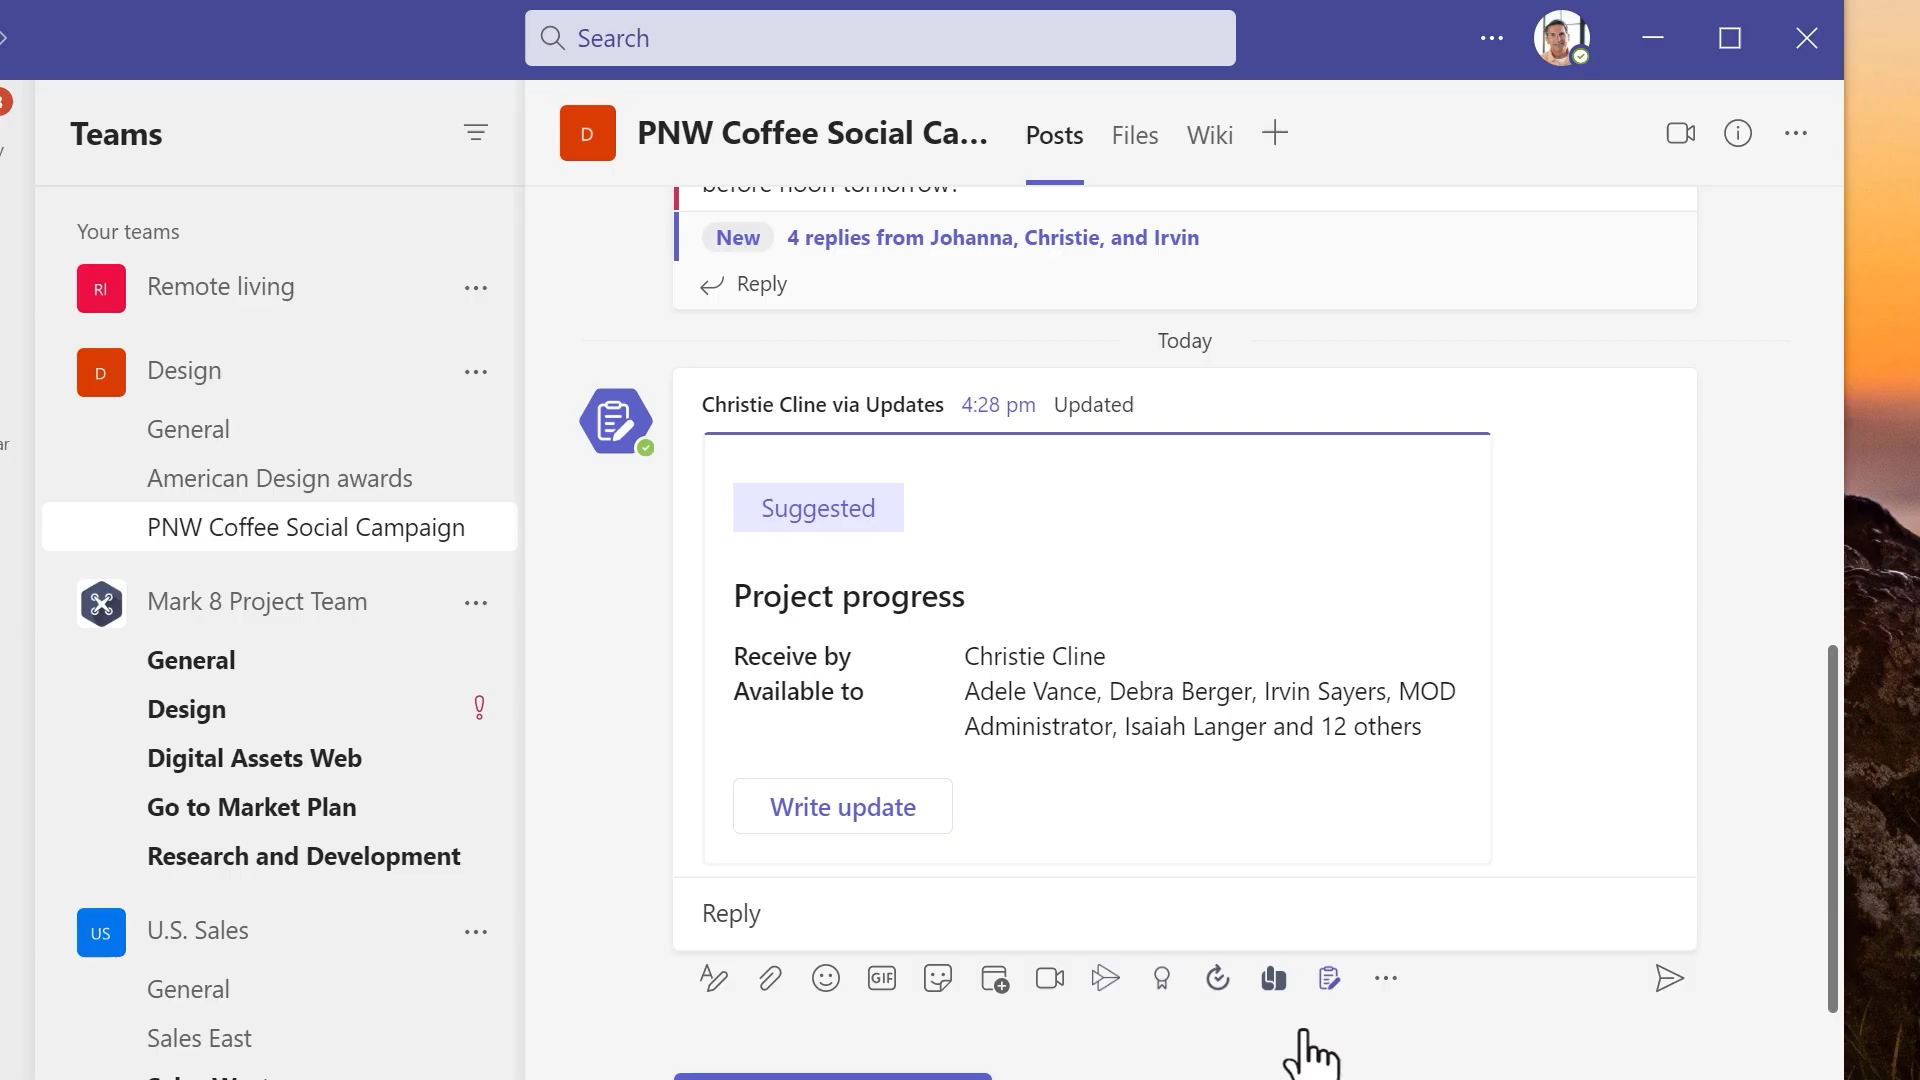 Search
Teams
D
PNW Coffee Social Ca...
Posts
Files
Wiki
Your teams
RI
Remote living
D
Design
General
American Design awards
PNW Coffee Social Campaign
Mark 8 Project Team
General
Design
Digital Assets Web
Go to Market Plan
Research and Development
US
U.S. Sales
General
Sales East
before noon tomorrow?
New
4 replies from Johanna, Christie, and Irvin
Reply
Today
Christie Cline via Updates 4:28 pm Updated
Suggested
Project progress
Receive by Christie Cline
Available to Adele Vance, Debra Berger, Irvin Sayers, MOD
Administrator, Isaiah Langer and 12 others
Write update
Reply
GIF